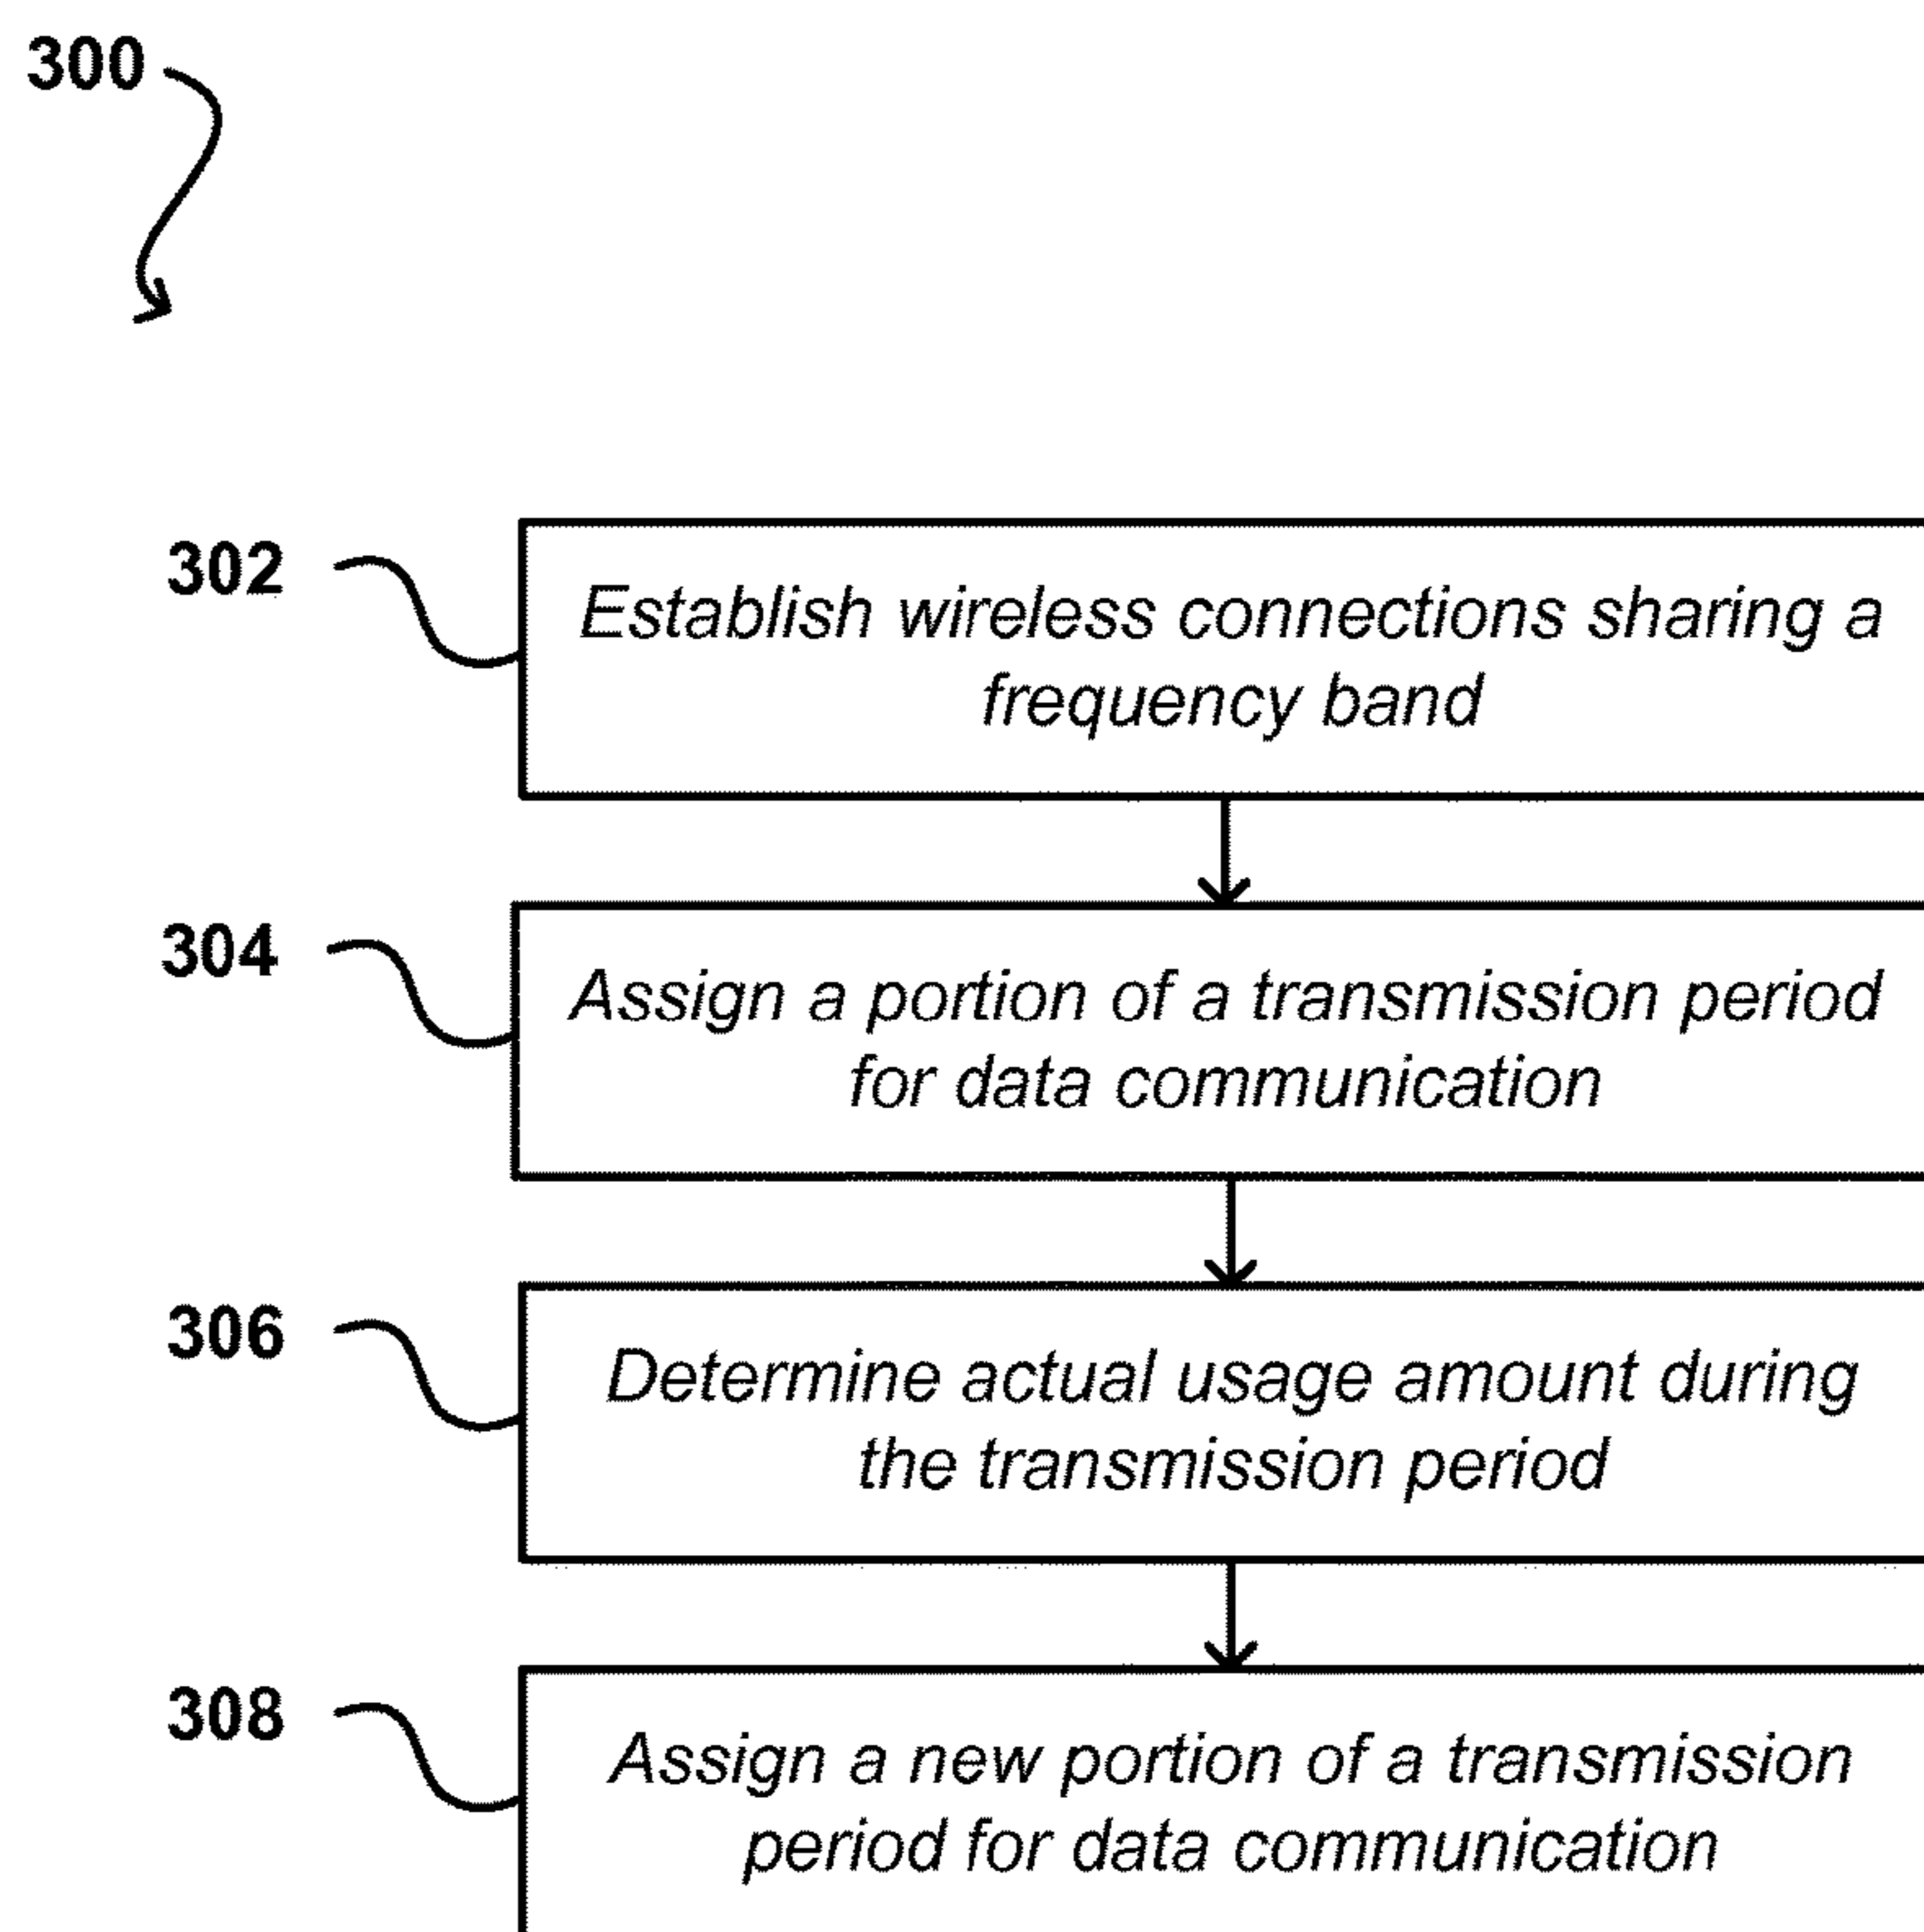 300
302
Establish wireless connections sharing a
frequency band
304
Assign a portion of a transmission period
for data communication
306
Determine actual usage amount during
the transmission period
308
Assign a new portion of a transmission
period for data communication